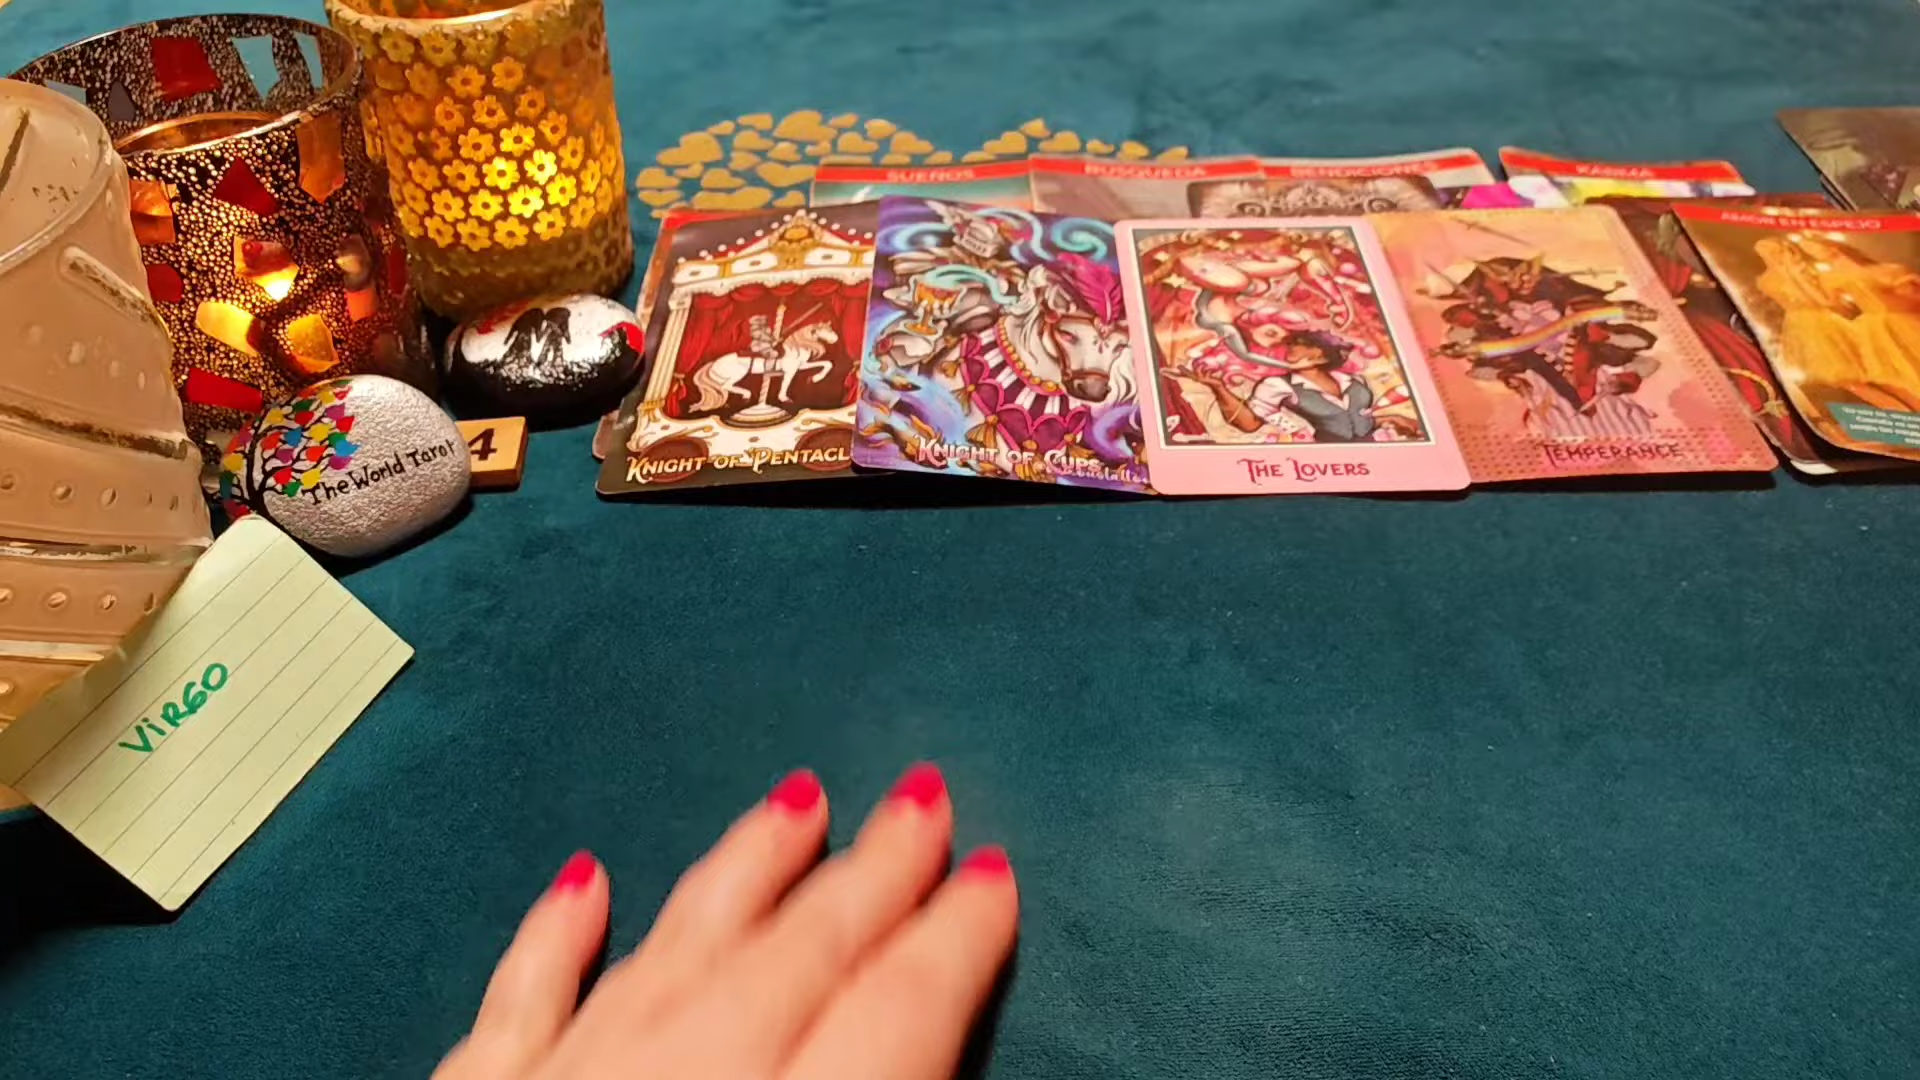 SUEÑOS
BUSQUEDA
BENDICIONES
KARMA
AMOR EN ESPEJO
KNIGHT OF PENTACL
KNIGHT OF CUPS
THE LOVERS
TEMPERANCE
4
The World Tarot
VIRGO